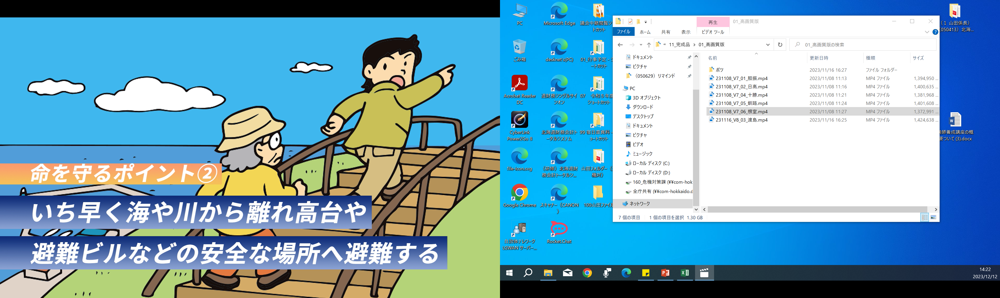 命を守るポイント②
いち早く海や川から離れ高台や
避難ビルなどの安全な場所へ避難する
PC
Microsoft Edge
議会中継閲覧シ
トカット
ごみ箱
desknet's(PC)
01_行事予定 - シ
ートカット
Acrobat Reader
DC
道財務シングルサイ
ンオン
07 令和5年度
ショートカット
CyberLink
Power2Go 8
北海道財務会計ト
ータルシステム
99 宿日直資料 -
ョートカット
file-icon.svg
(研修) 北海道財
務会計トータルシ...
山田フォルダー (
機対)
Google Chrome
スキャナー (CANON
)
100山田ファイル
自治体テレワーク
LGWAN サーバー...
Rocket.Chat
再生
01_高画質版
ファイル
ホーム
共有
表示
ビデオ ツール
« 11_完成品 › 01_高画質版
01_高画質版の検索
ドキュメント
ピクチャ
(050629) リマインド
PC
3D オブジェクト
ダウンロード
デスクトップ
ドキュメント
ピクチャ
ビデオ
ミュージック
ローカル ディスク (C:)
ローカル ディスク (D:)
160_危機対策課 (¥¥com-hok
全庁共有 (¥¥com-hokkaido.c
ネットワーク
名前 更新日時 種類 サイズ
ボツ 2023/11/16 16:27 ファイル フォルダー
231108_V7_01_胆振.mp4 2023/11/08 11:13 MP4 ファイル 1,394,950 ...
231108_V7_02_日高.mp4 2023/11/08 11:16 MP4 ファイル 1,400,635 ...
231108_V7_04_十勝.mp4 2023/11/08 11:21 MP4 ファイル 1,381,968 ...
231108_V7_05_釧路.mp4 2023/11/08 11:24 MP4 ファイル 1,401,608 ...
231108_V7_06_根室.mp4 2023/11/08 11:27 MP4 ファイル 1,372,991 ...
231116_V8_03_渡島.mp4 2023/11/16 16:25 MP4 ファイル 1,424,638 ...
7 個の項目 1 個の項目を選択 1.30 GB
(1 山田係長)
(050413) 北海...
講師養成講座の概
要ついて (3).docx
14:22
2023/12/12